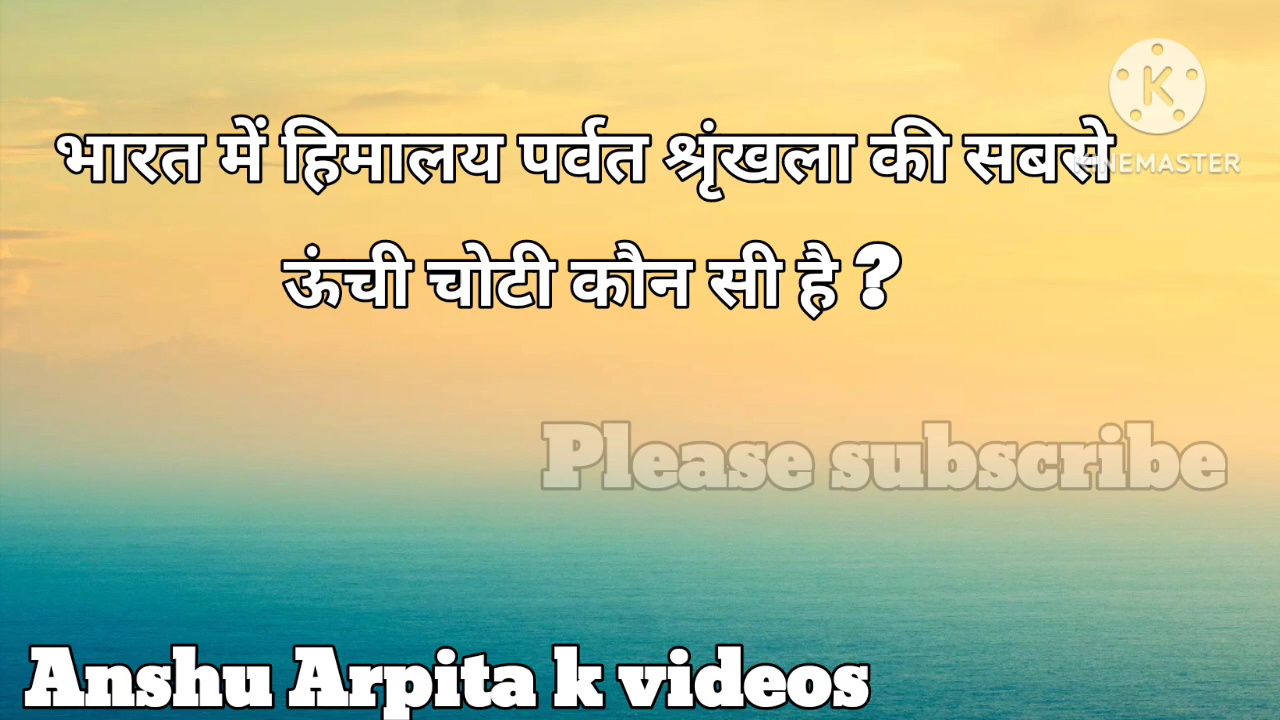 भारत में हिमालय पर्वत श्रृंखला की सबसे
KINEMASTER
ऊंची चोटी कौन सी है ?
Please subscribe
Anshu Arpita k videos